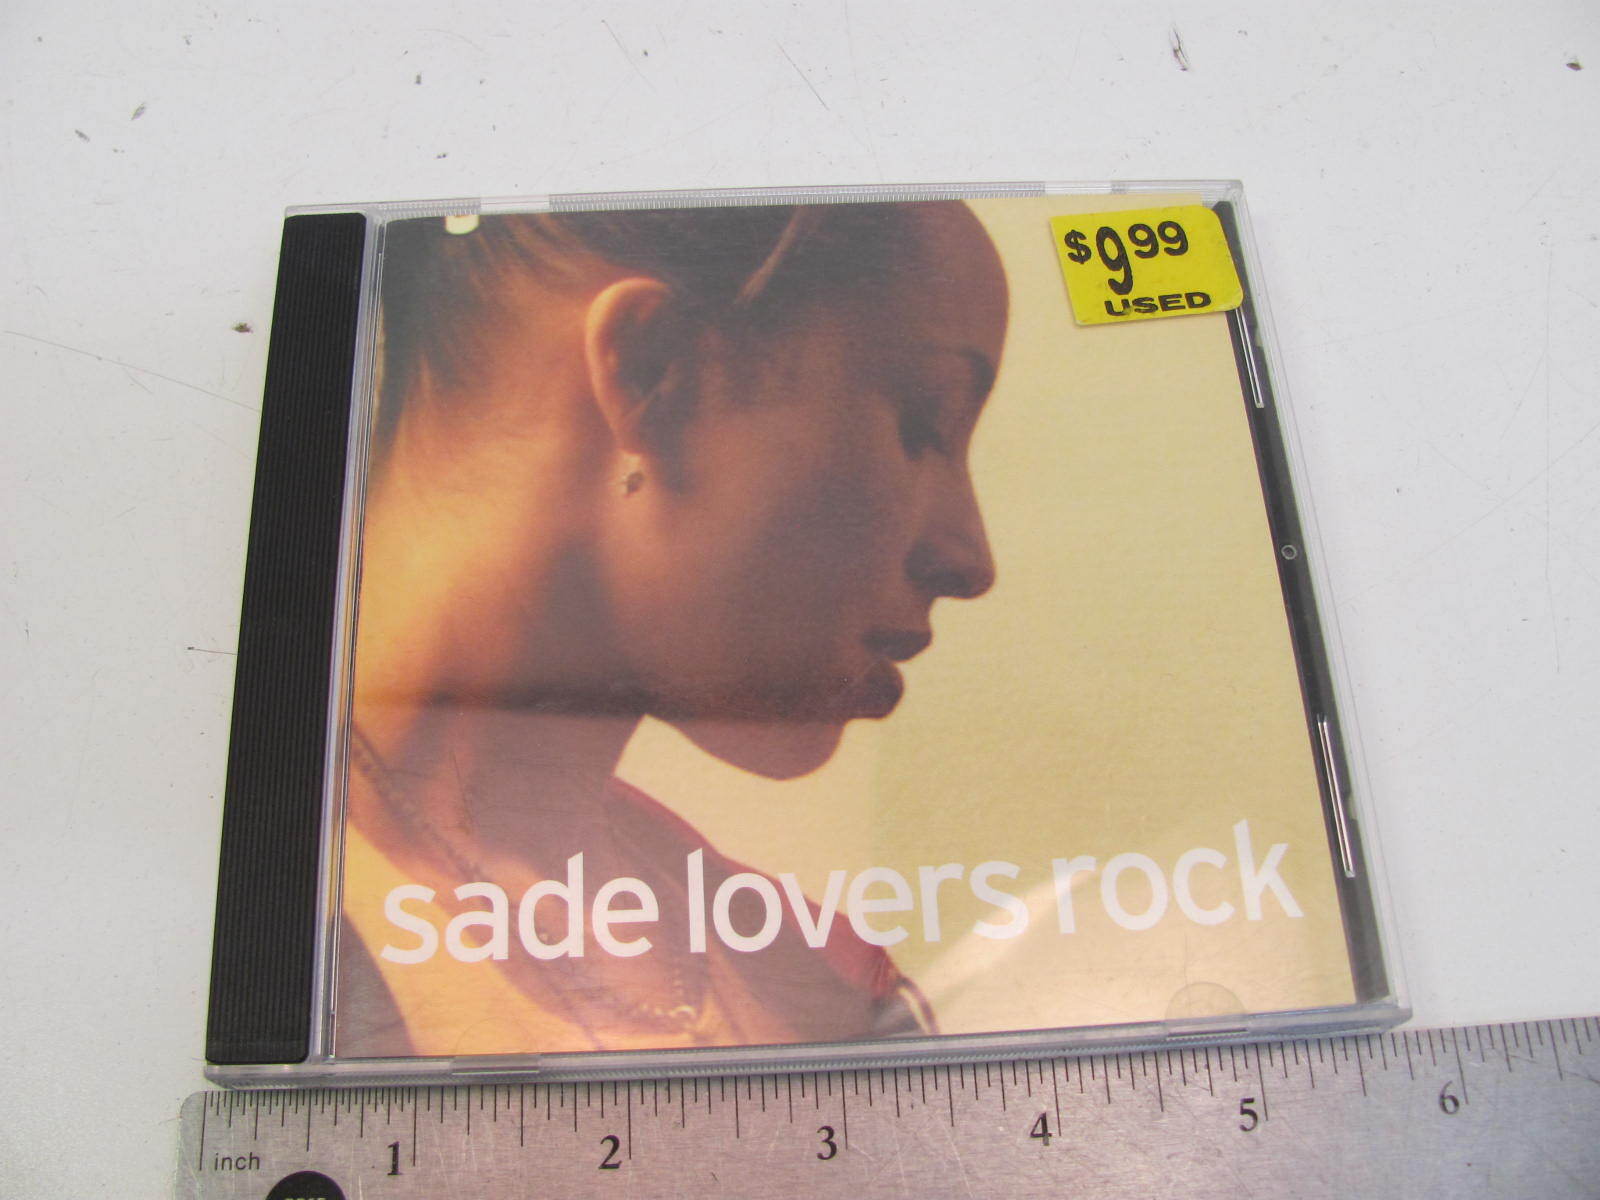 $9.99
USED
sade lovers rock
inch 1 2 3 4 5 6